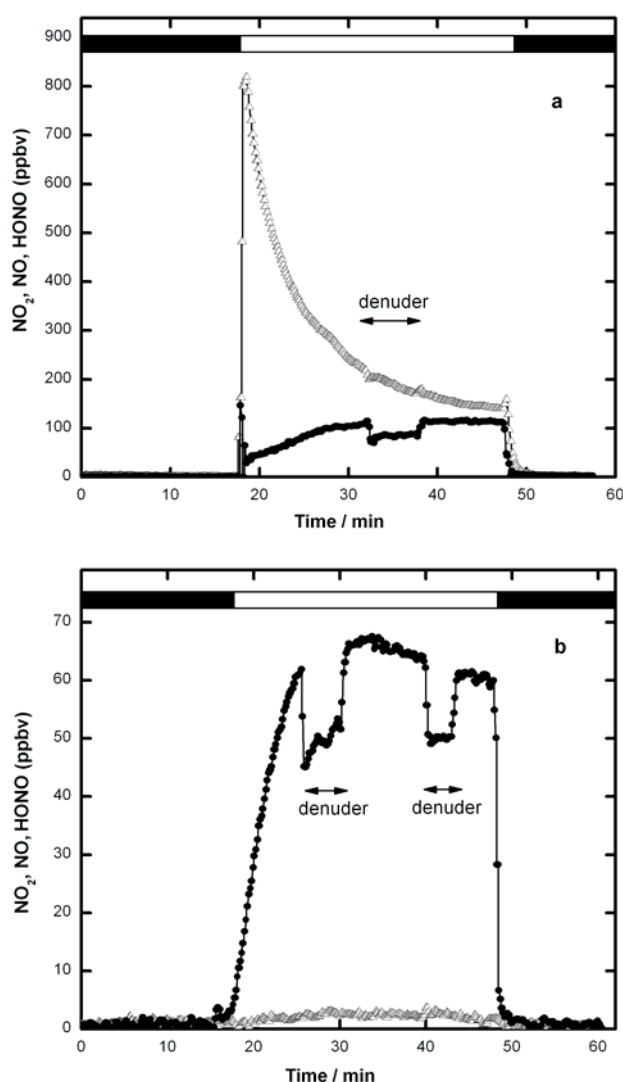 900
800
700
600
500
400
300
200
100
0
NO₂, NO, HONO (ppbv)
a
denuder
0 10 20 30 40 50 60
Time / min
70
60
50
40
30
20
10
0
NO₂, NO, HONO (ppbv)
b
denuder denuder
0 10 20 30 40 50 60
Time / min